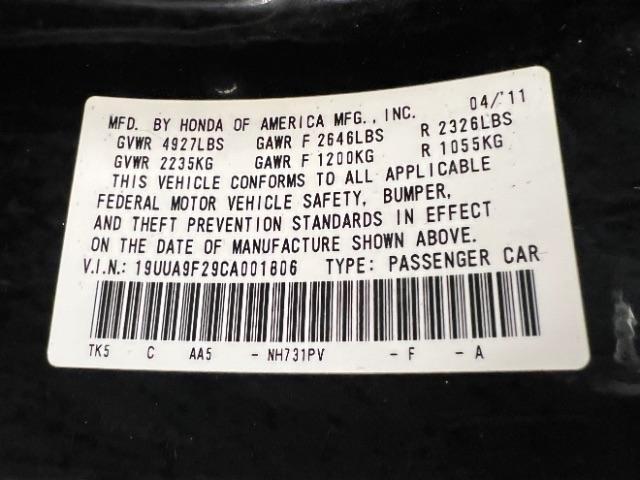 MFD. BY HONDA OF AMERICA MFG., INC. 04/'11
GVWR 4927LBS GAWR F 2646LBS R 2326LBS
GVWR 2235KG GAWR F 1200KG R 1055KG
THIS VEHICLE CONFORMS TO ALL APPLICABLE
FEDERAL MOTOR VEHICLE SAFETY, BUMPER,
AND THEFT PREVENTION STANDARDS IN EFFECT
ON THE DATE OF MANUFACTURE SHOWN ABOVE.
V.I.N.: 19UUA9F29CA001806 TYPE: PASSENGER CAR
TK5 C AA5 - NH731PV - F - A